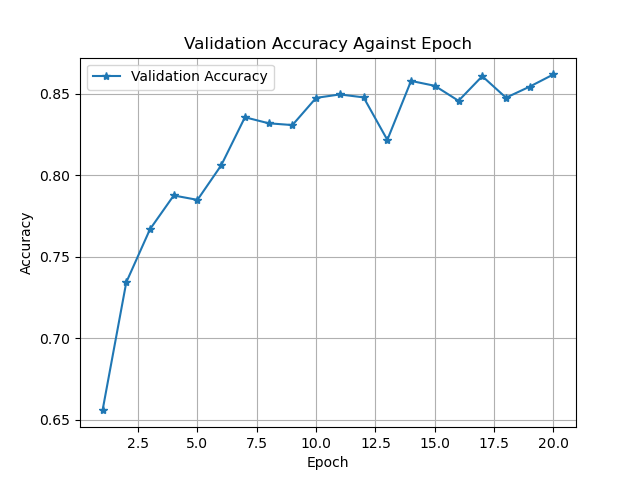 Validation Accuracy Against Epoch
Validation Accuracy
0.85
0.80
0.75
0.70
0.65
Accuracy
2.5 5.0 7.5 10.0 12.5 15.0 17.5 20.0
Epoch